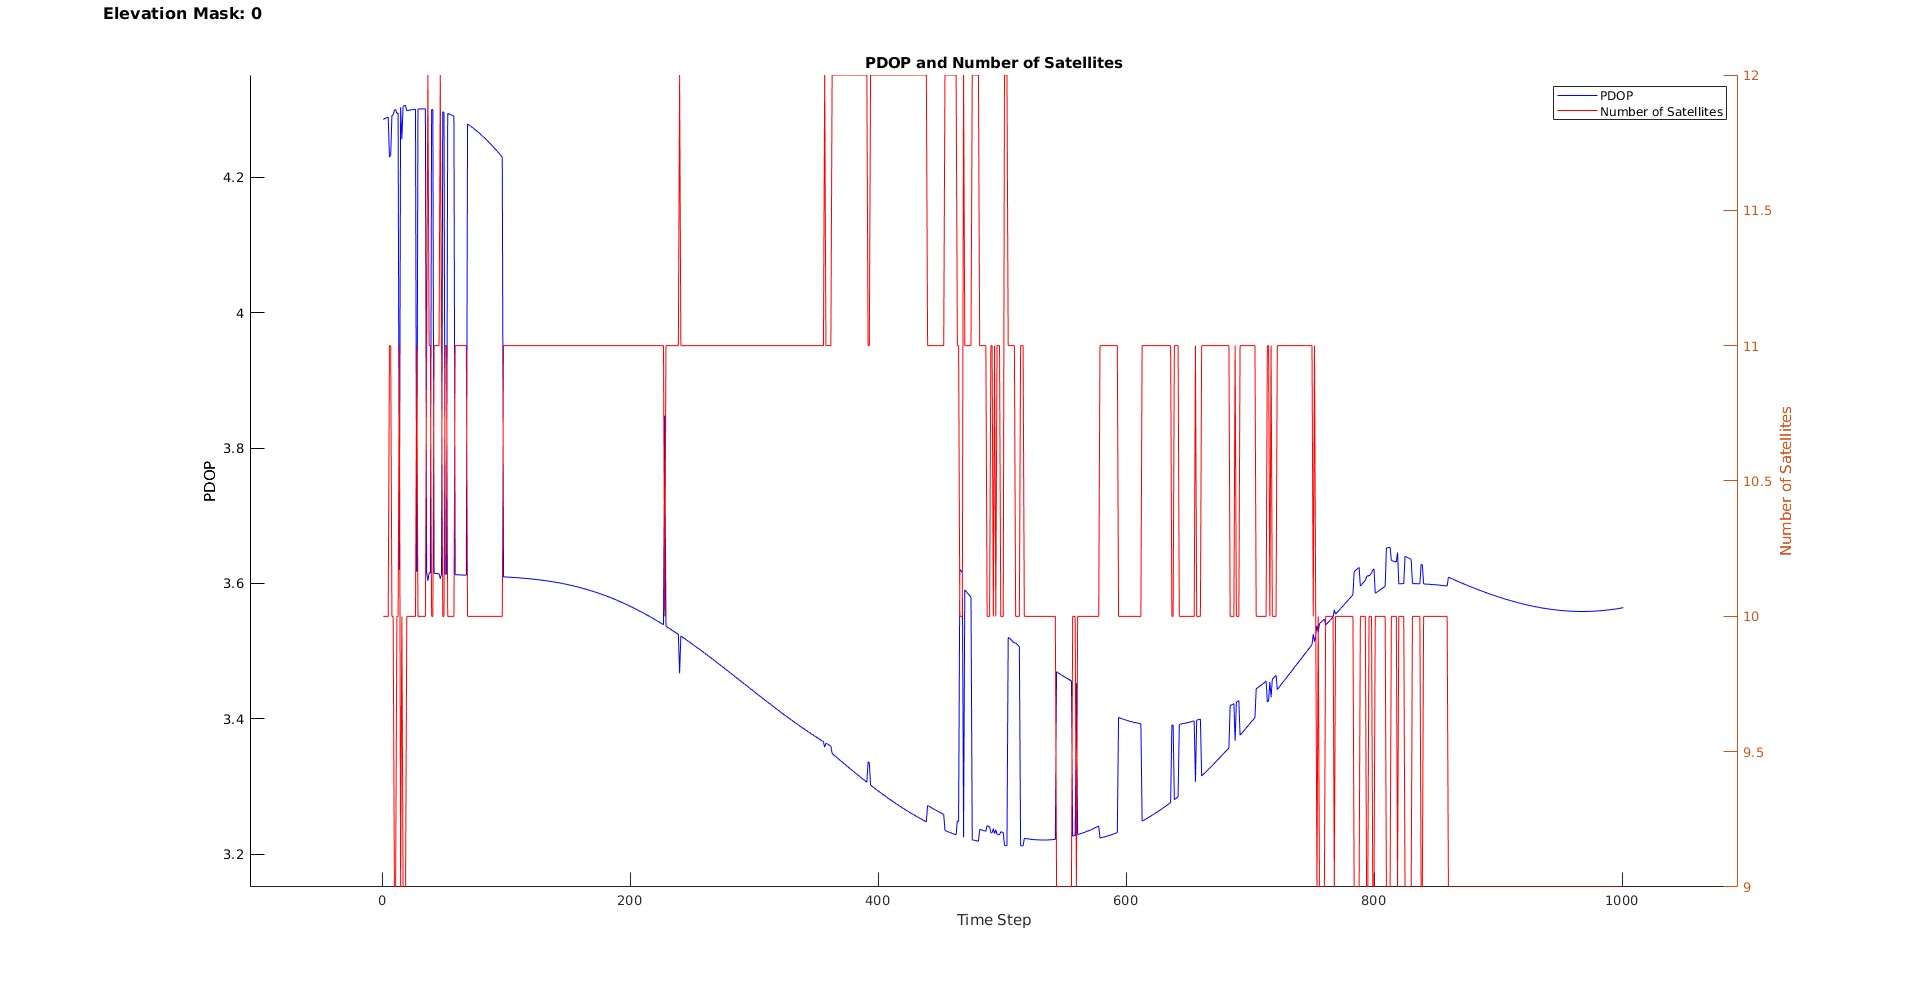 Elevation Mask: 0
PDOP and Number of Satellites
PDOP
Number of Satellites
4.2
4
3.8
3.6
3.4
3.2
PDOP
12
11.5
11
10.5
10
9.5
9
Number of Satellites
0 200 400 600 800 1000
Time Step